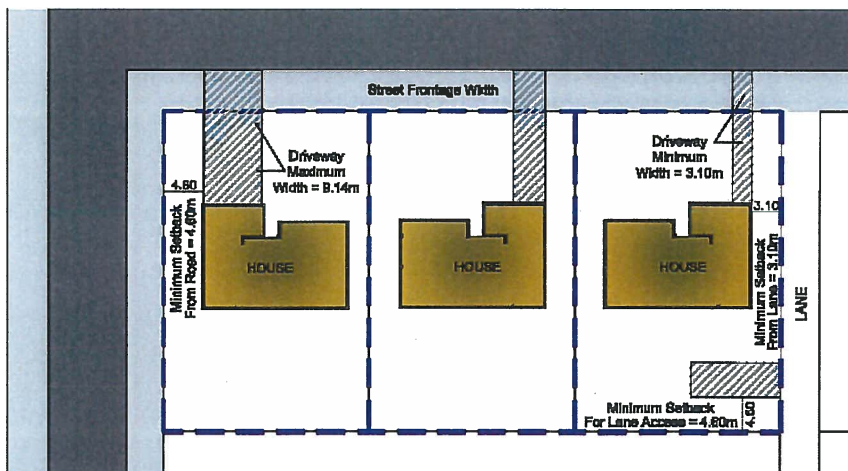 Street Frontage Width
Driveway
Maximum
Width = 9.14m
Driveway
Minimum
Width = 3.10m
4.60
3.10
Minimum Setback
From Road = 4.60m
HOUSE
HOUSE
HOUSE
Minimum Setback
From Lane = 3.10m
LANE
Minimum Setback
For Lane Access = 4.60m
4.60